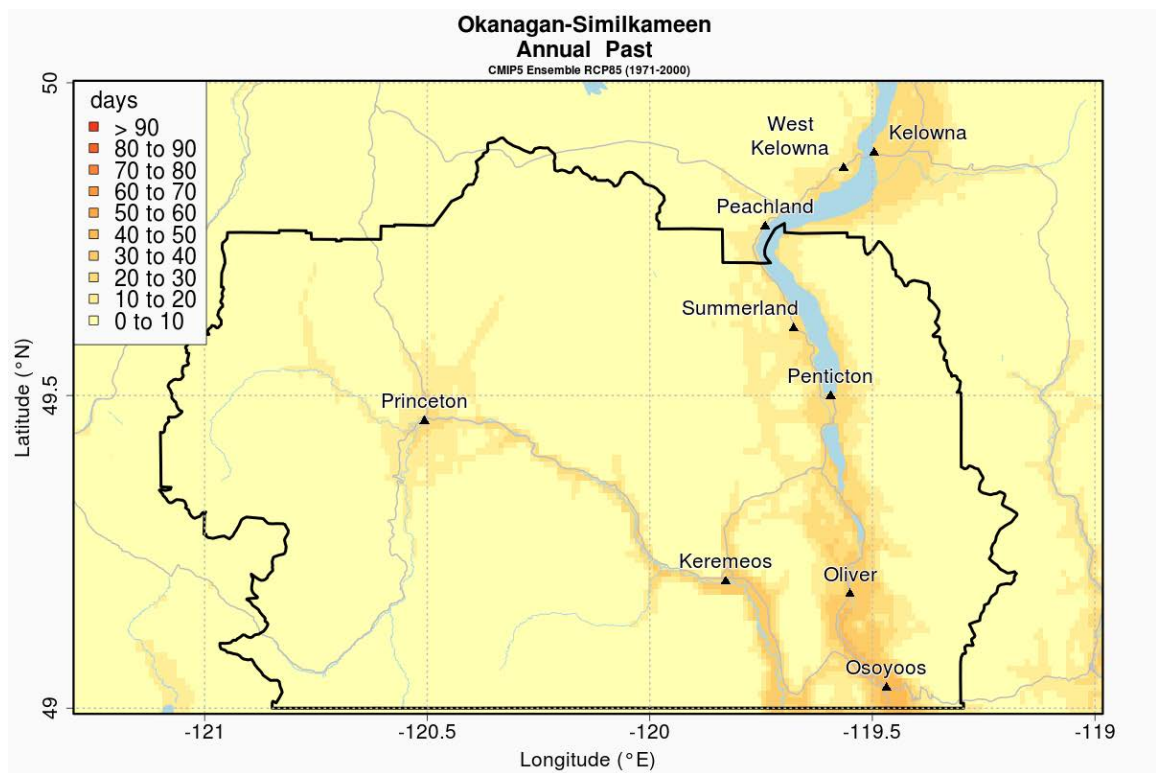 Okanagan-Similkameen
Annual Past
CMIP5 Ensemble RCP85 (1971-2000)
50
days
> 90
80 to 90
70 to 80
60 to 70
50 to 60
40 to 50
30 to 40
20 to 30
10 to 20
0 to 10
West
Kelowna
Kelowna
Peachland
Summerland
Penticton
49.5
Princeton
Latitude (°N)
Keremeos
Oliver
Osoyoos
49
-121
-120.5
-120
-119.5
-119
Longitude (°E)